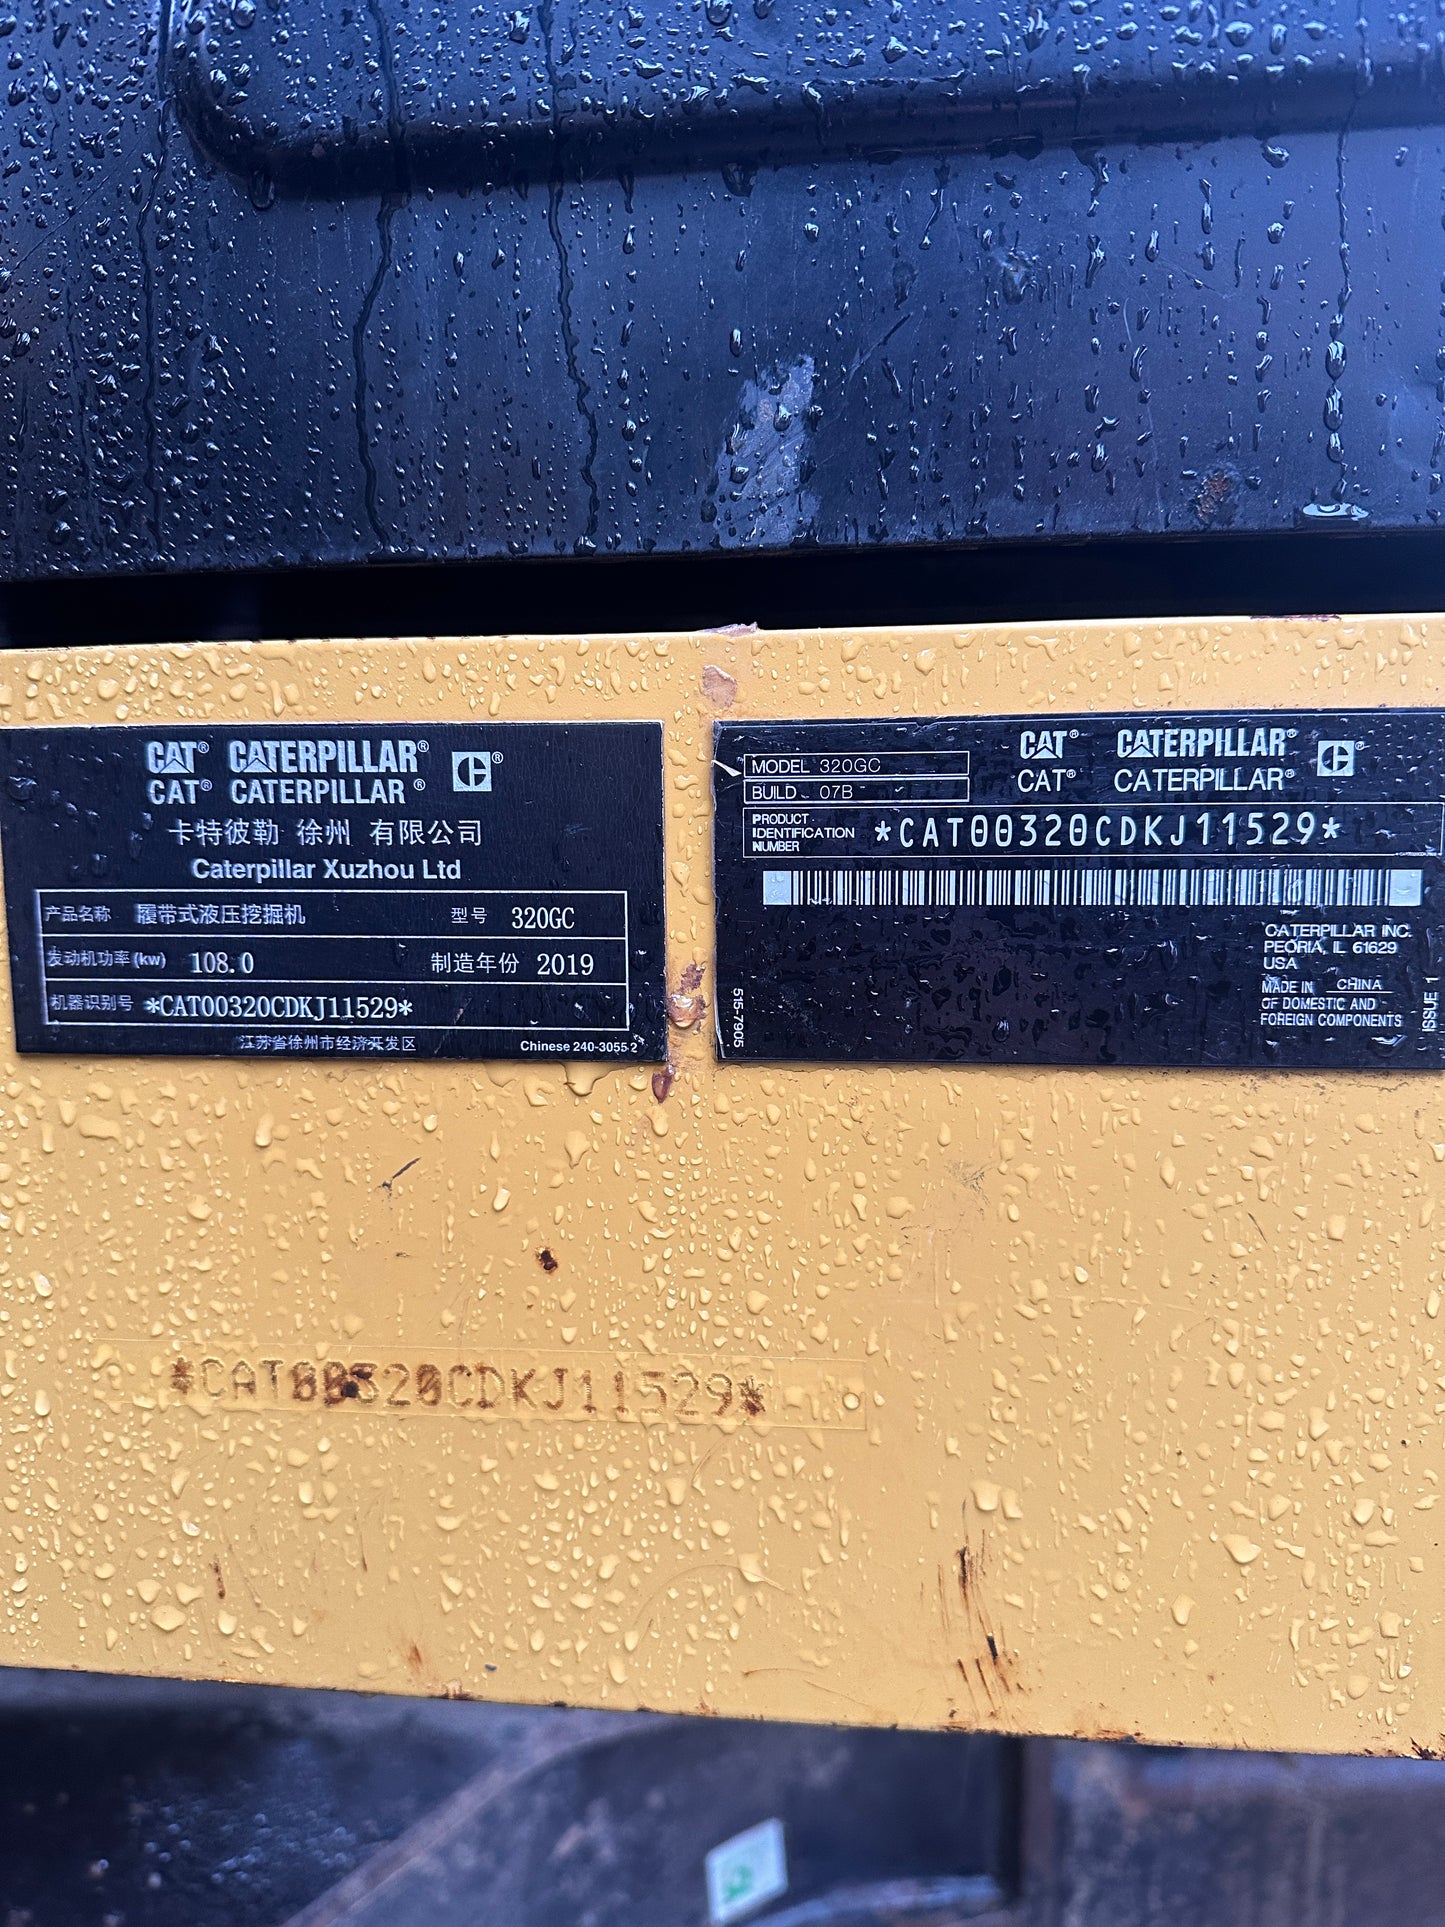 CAT® CATERPILLAR®
CAT® CATERPILLAR®
卡特彼勒 徐州 有限公司
Caterpillar Xuzhou Ltd
产品名称 履带式液压挖掘机 型号 320GC
发动机功率(kw) 108.0 制造年份 2019
机器识别号 *CAT00320CDKJ11529*
江苏省徐州市经济开发区 Chinese 240-3055 2
CAT® CATERPILLAR®
CAT® CATERPILLAR®
MODEL 320GC
BUILD 07B
PRODUCT
IDENTIFICATION
NUMBER
*CAT00320CDKJ11529*
CATERPILLAR INC.
PEORIA, IL 61629
USA
MADE IN CHINA
OF DOMESTIC AND
FOREIGN COMPONENTS
515-7905
ISSUE 1
*CAT00320CDKJ11529*